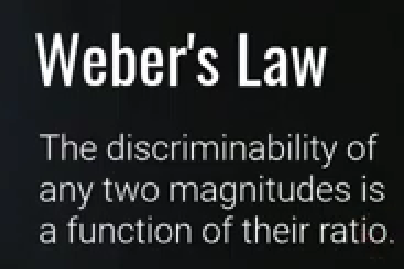 Weber's Law
The discriminability of
any two magnitudes is
a function of their ratio.